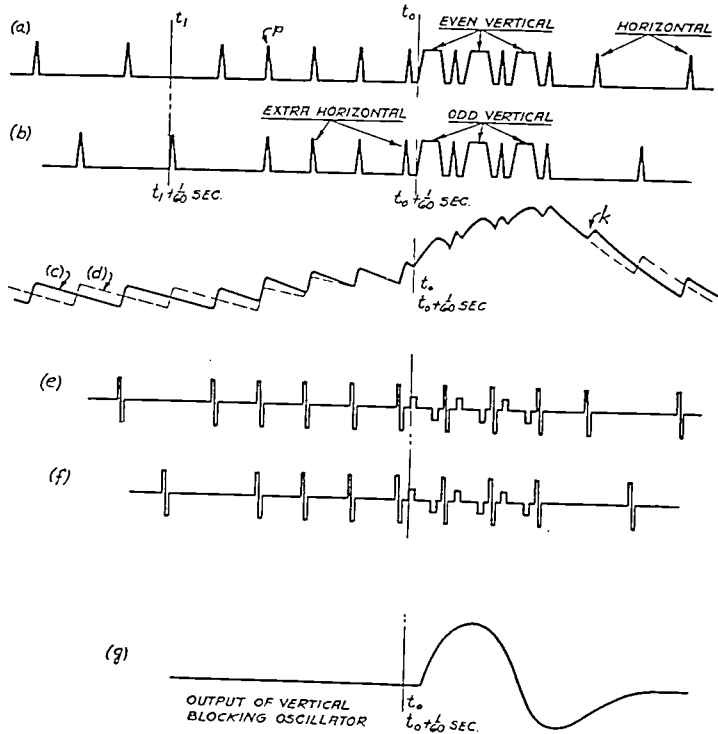 (a)
t₁
p
t₀
EVEN VERTICAL
HORIZONTAL
(b)
EXTRA HORIZONTAL
ODD VERTICAL
t₁ + 1/60 SEC.
t₀ + 1/60 SEC.
(c)
(d)
k
t₀
t₀ + 1/60 SEC
(e)
(f)
(g)
OUTPUT OF VERTICAL
BLOCKING OSCILLATOR
t₀
t₀ + 1/60 SEC.